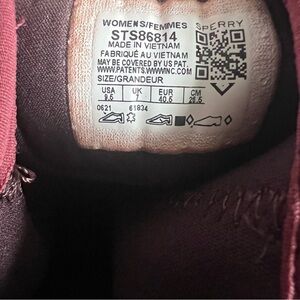 WOMENS/FEMMES SPERRY
STS86814
MADE IN VIETNAM
FABRIQUÉ AU VIETNAM
MAY BE COVERED BY US PAT.
WWW.PATENTS.WWWINC.COM
SIZE/GRANDEUR
USA UK EUR CM
9.5 7 40.5 26.5
0621 61834